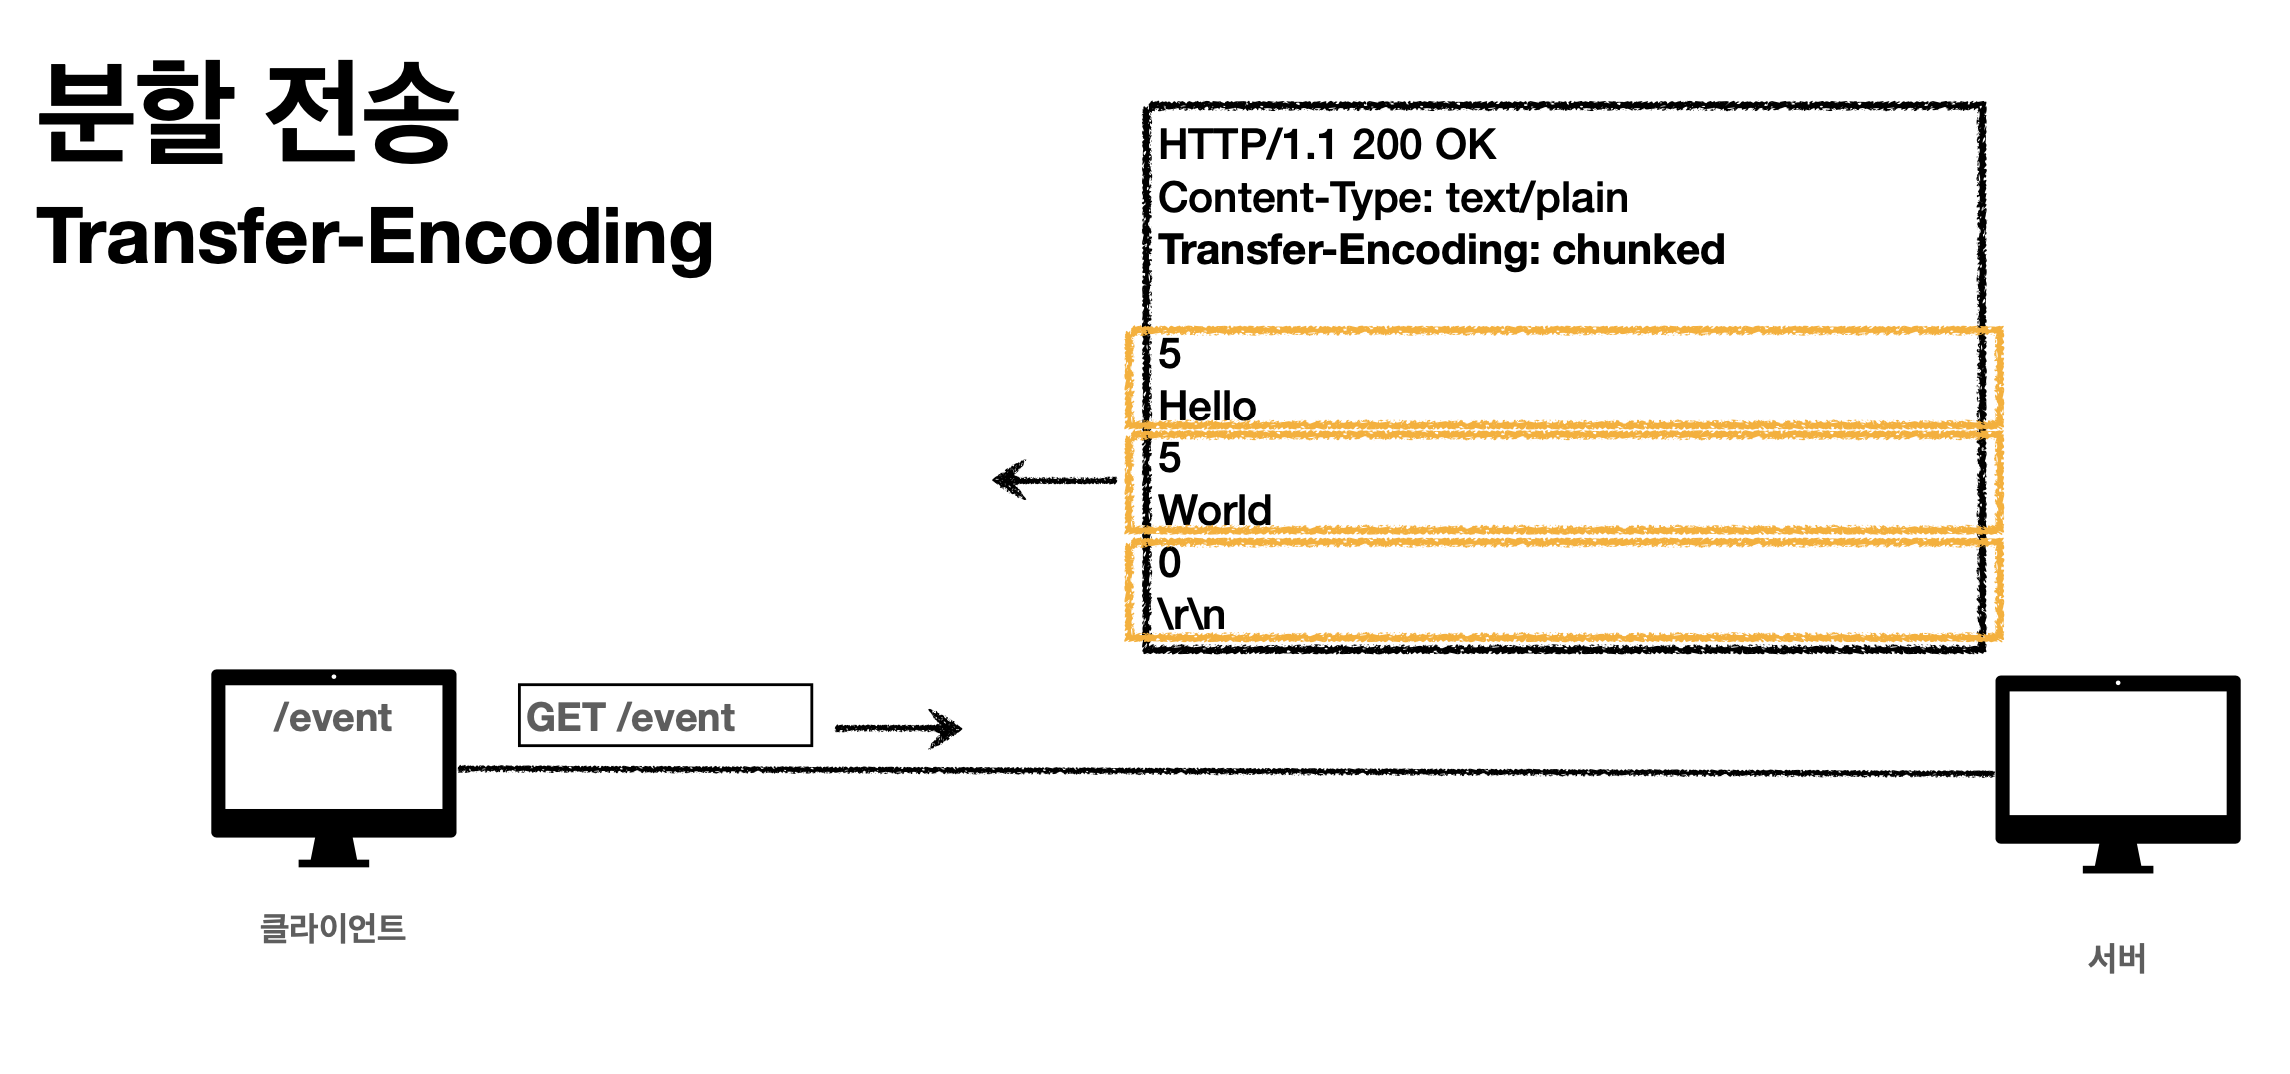 분할 전송
Transfer-Encoding
HTTP/1.1 200 OK
Content-Type: text/plain
Transfer-Encoding: chunked
5
Hello
5
World
0
\r\n
/event
GET /event
클라이언트
서버